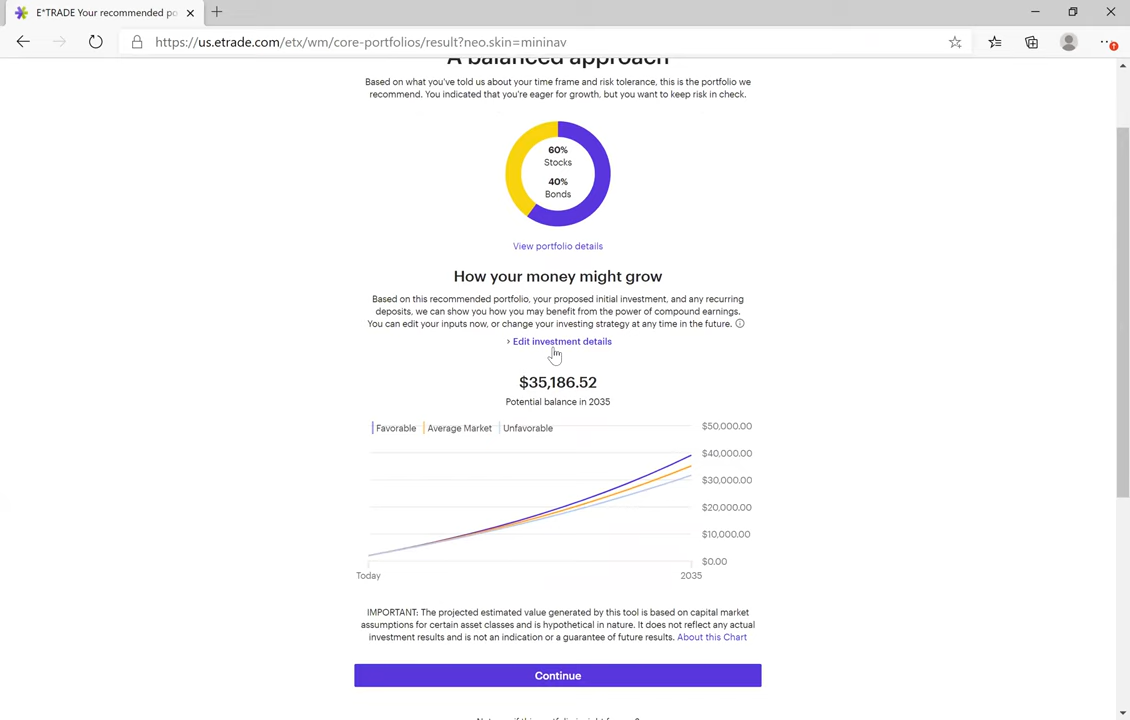 E*TRADE Your recommended po
https://us.etrade.com/etx/wm/core-portfolios/result?neo.skin=mininav
A balanced approach
Based on what you've told us about your time frame and risk tolerance, this is the portfolio we
recommend. You indicated that you're eager for growth, but you want to keep risk in check.
60%
Stocks
40%
Bonds
View portfolio details
How your money might grow
Based on this recommended portfolio, your proposed initial investment, and any recurring
deposits, we can show you how you may benefit from the power of compound earnings.
You can edit your inputs now, or change your investing strategy at any time in the future.
> Edit investment details
$35,186.52
Potential balance in 2035
Favorable Average Market Unfavorable
$50,000.00
$40,000.00
$30,000.00
$20,000.00
$10,000.00
$0.00
Today 2035
IMPORTANT: The projected estimated value generated by this tool is based on capital market
assumptions for certain asset classes and is hypothetical in nature. It does not reflect any actual
investment results and is not an indication or a guarantee of future results. About this Chart
Continue